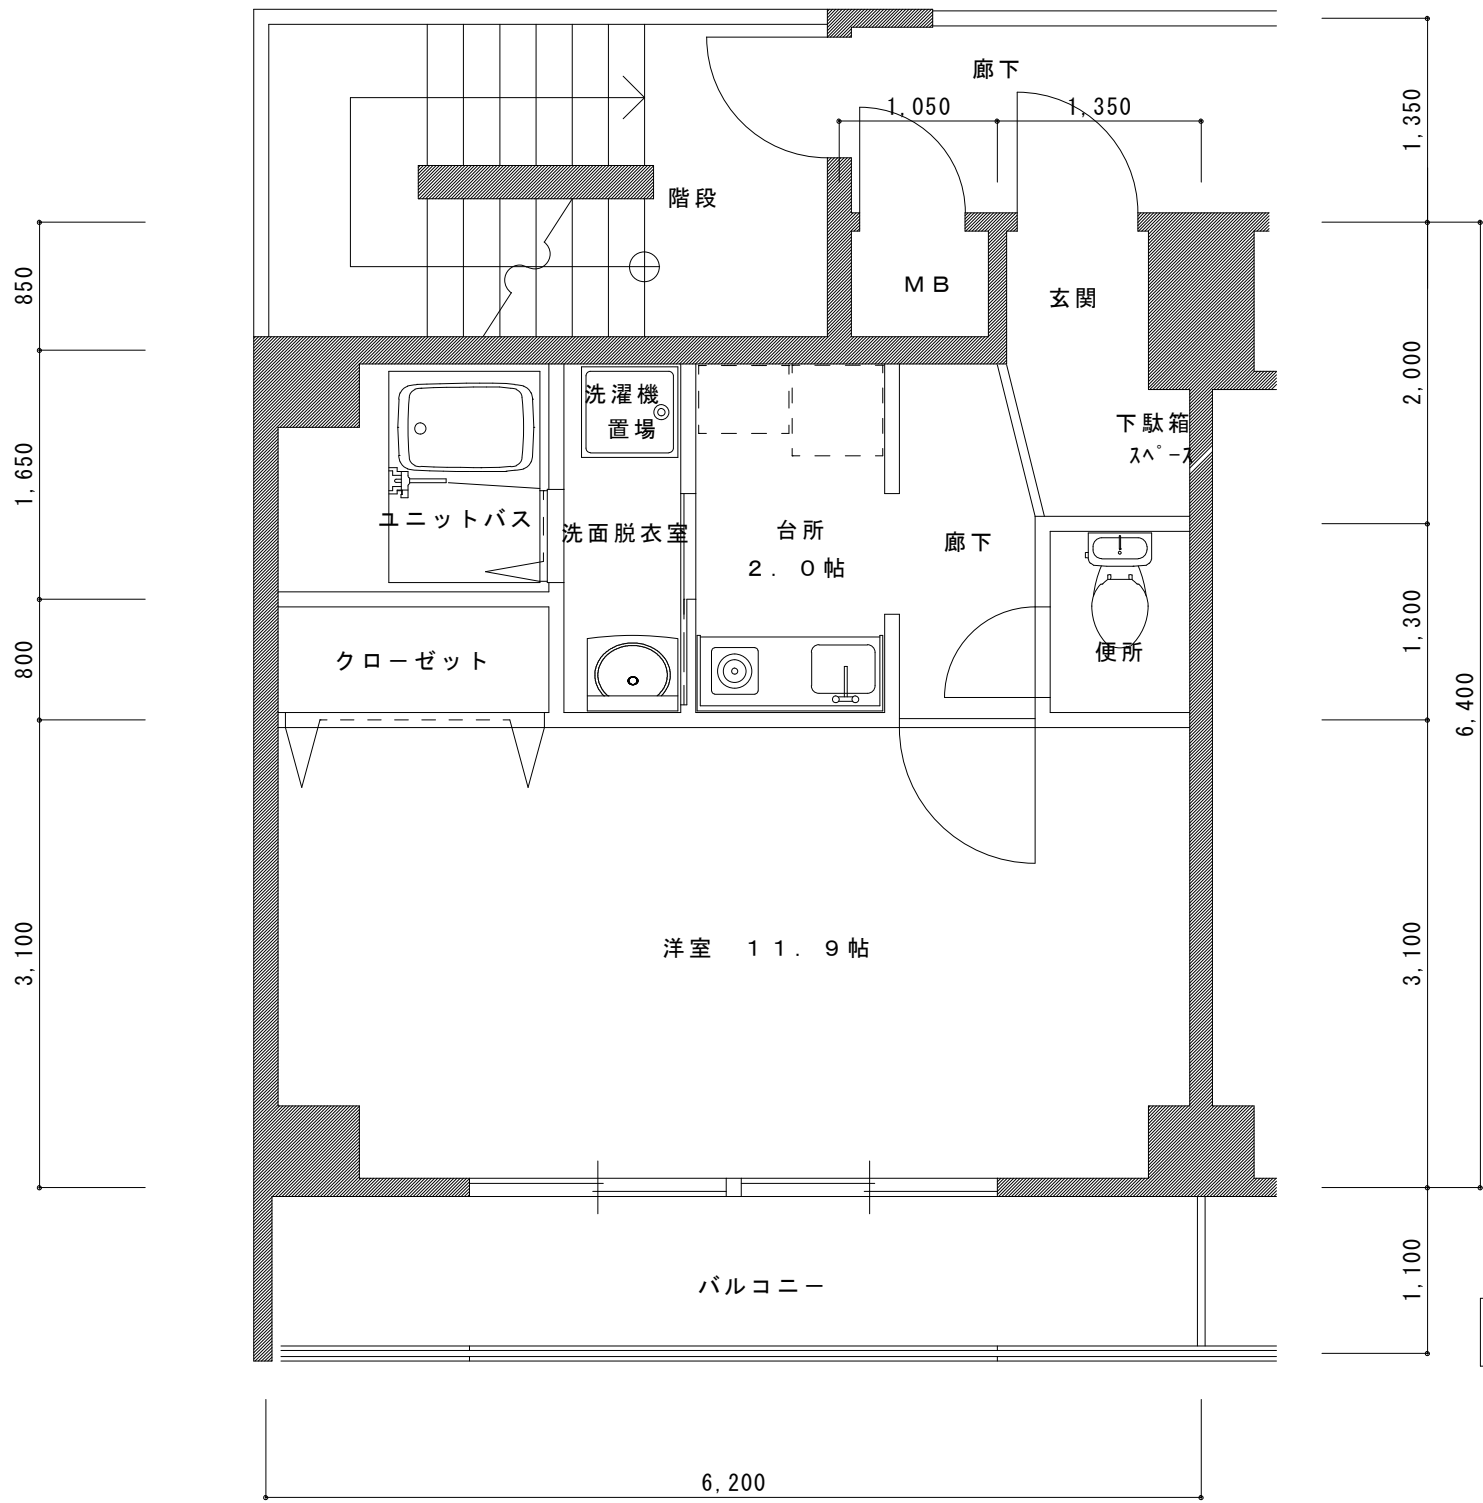 廊下
1,050
1,350
1,350
階段
850
MB
玄関
2,000
洗濯機
置場
下駄箱
スペース
1,650
ユニットバス
洗面脱衣室
台所
2.0帖
廊下
1,300
800
クローゼット
便所
6,400
3,100
洋室 11.9帖
3,100
バルコニー
1,100
6,200